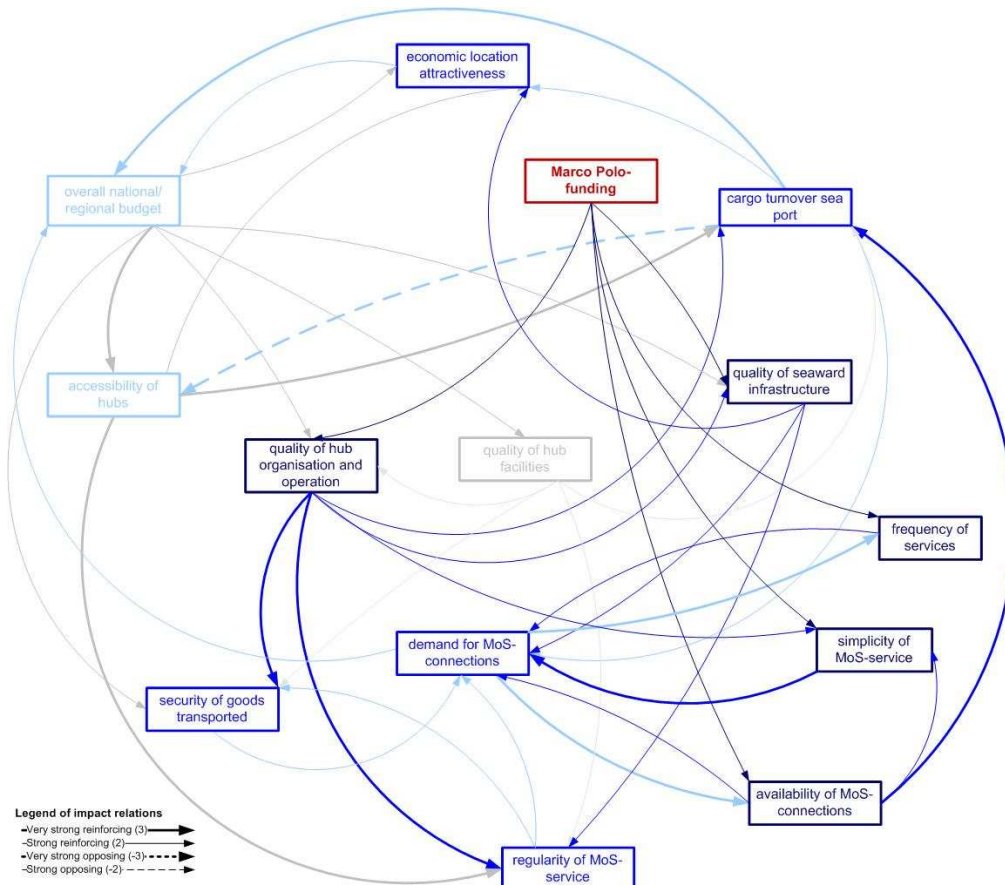 economic location
attractiveness
Marco Polo-
funding
overall national/
regional budget
cargo turnover sea
port
quality of seaward
infrastructure
accessibility of
hubs
quality of hub
organisation and
operation
quality of hub
facilities
frequency of
services
demand for MoS-
connections
simplicity of
MoS-service
security of goods
transported
availability of MoS-
connections
regularity of MoS-
service
Legend of impact relations
Very strong reinforcing (3)
Strong reinforcing (2)
Very strong opposing (-3)
Strong opposing (-2)